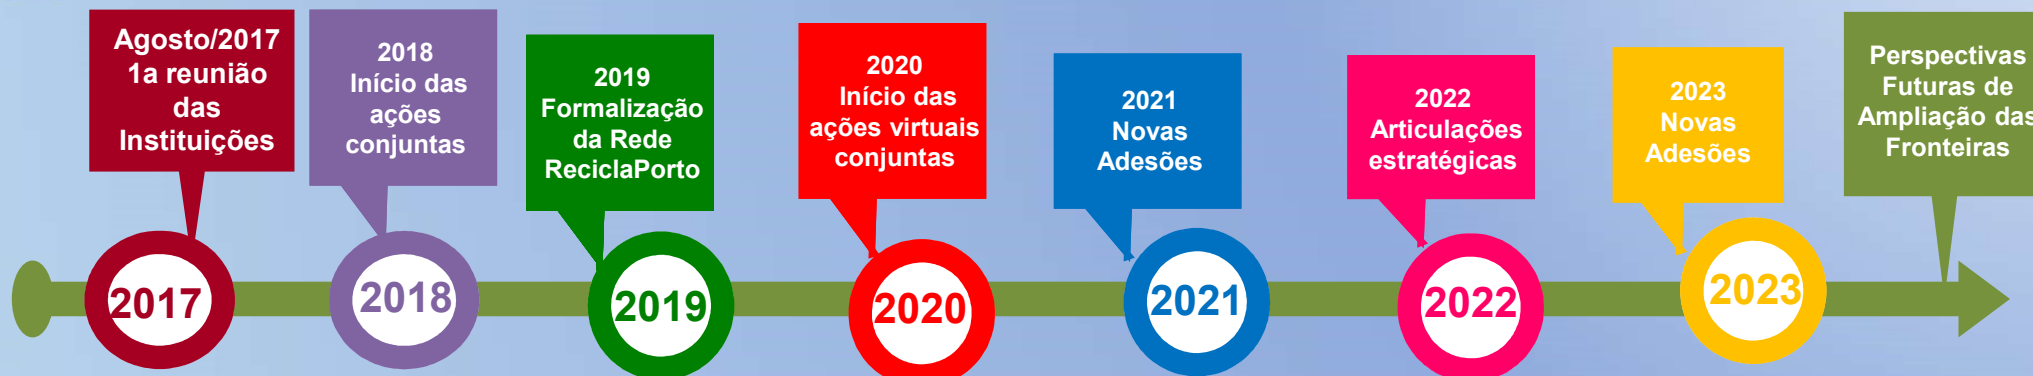 Agosto/2017
1a reunião
das
Instituições
2018
Início das
ações
conjuntas
2019
Formalização
da Rede
ReciclaPorto
2020
Início das
ações virtuais
conjuntas
2021
Novas
Adesões
2022
Articulações
estratégicas
2023
Novas
Adesões
Perspectivas
Futuras de
Ampliação das
Fronteiras
2017
2018
2019
2020
2021
2022
2023